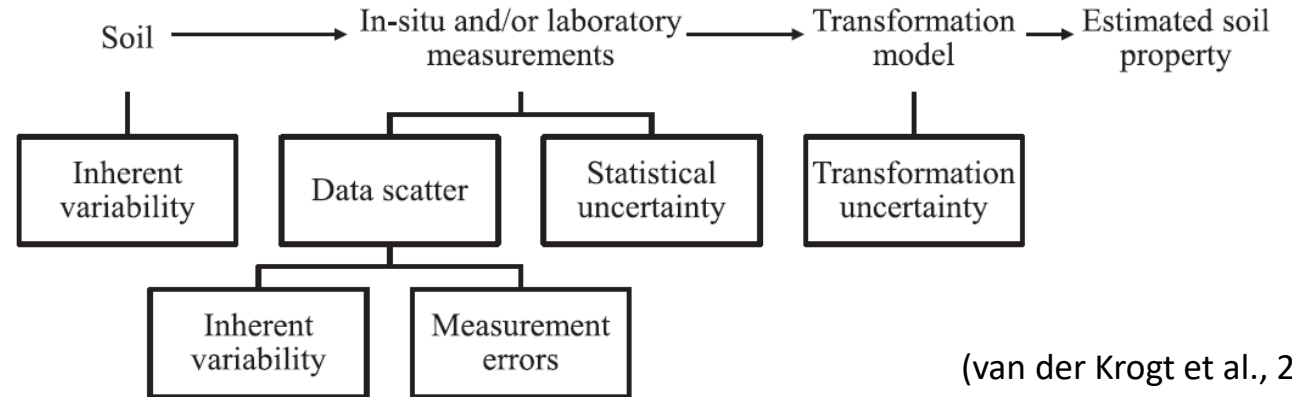 Soil
In-situ and/or laboratory
measurements
Transformation
model
Estimated soil
property
Inherent
variability
Data scatter
Statistical
uncertainty
Transformation
uncertainty
Inherent
variability
Measurement
errors
(van der Krogt et al., 2